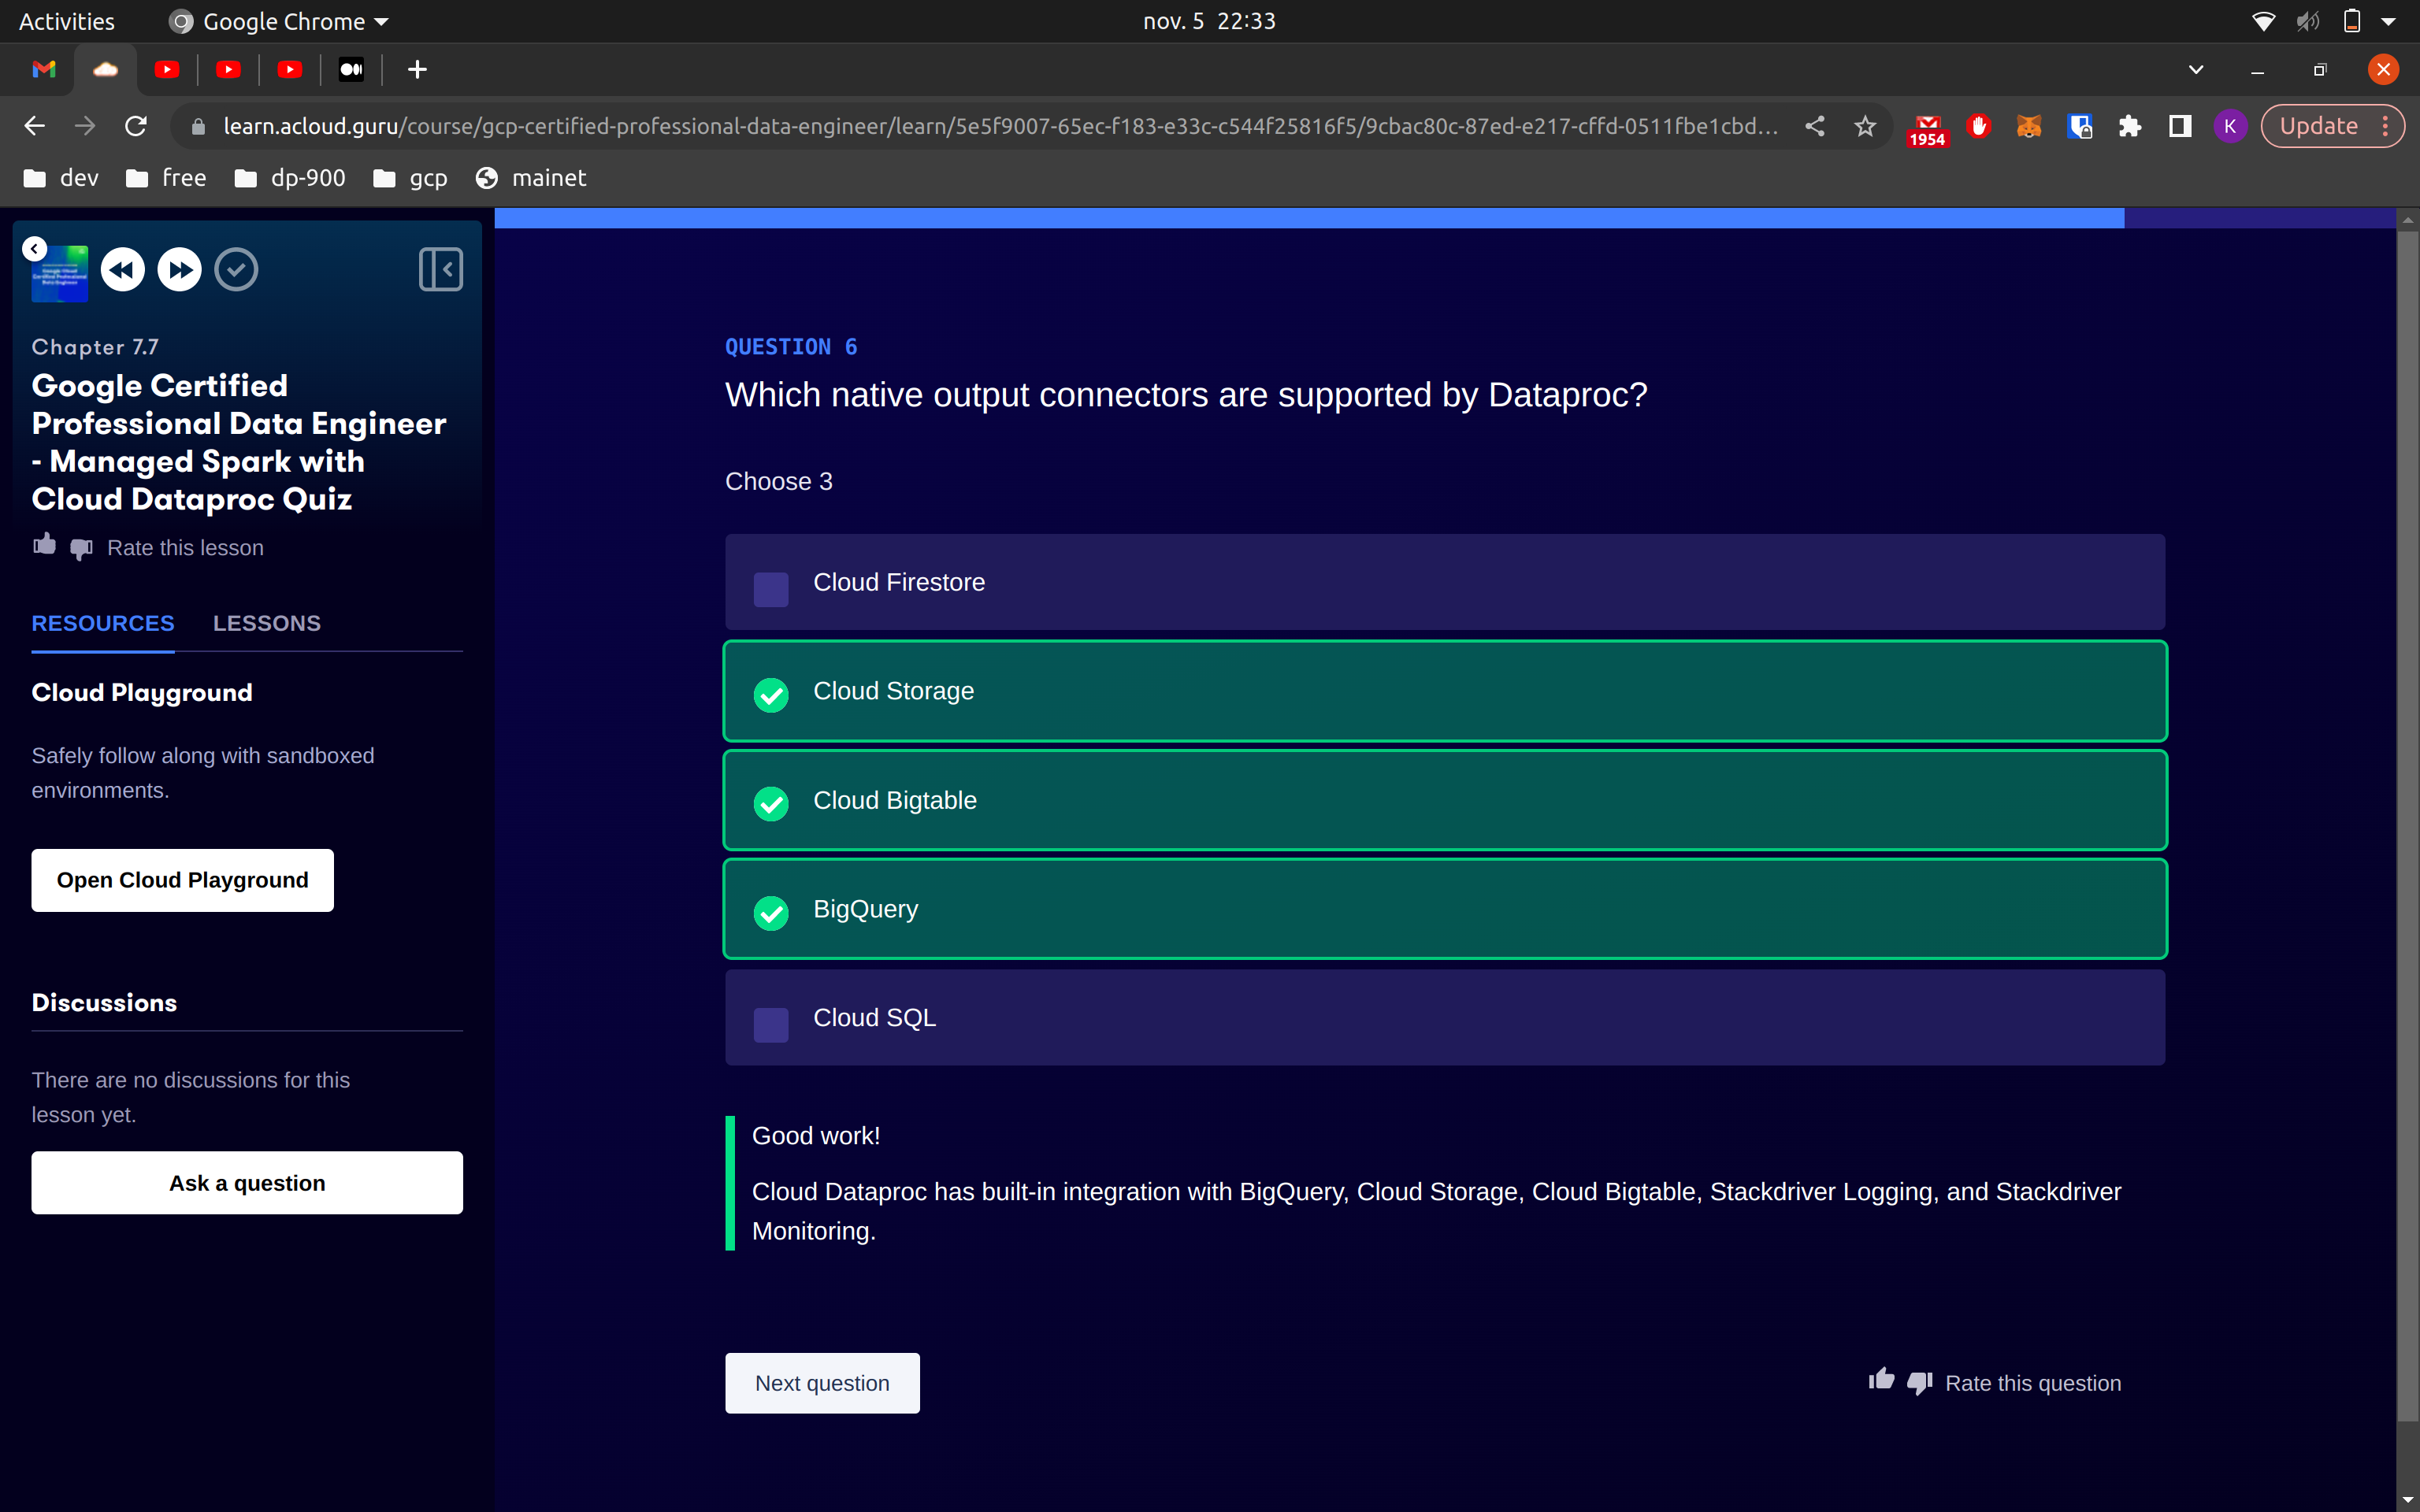 Activities
Google Chrome
nov. 5 22:33
learn.acloud.guru/course/gcp-certified-professional-data-engineer/learn/5e5f9007-65ec-f183-e33c-c544f25816f5/9cbac80c-87ed-e217-cffd-0511fbe1cbd...
1954
K
Update
dev
free
dp-900
gcp
mainet
Chapter 7.7
Google Certified
Professional Data Engineer
- Managed Spark with
Cloud Dataproc Quiz
Rate this lesson
RESOURCES
LESSONS
Cloud Playground
Safely follow along with sandboxed
environments.
Open Cloud Playground
Discussions
There are no discussions for this
lesson yet.
Ask a question
QUESTION 6
Which native output connectors are supported by Dataproc?
Choose 3
Cloud Firestore
Cloud Storage
Cloud Bigtable
BigQuery
Cloud SQL
Good work!
Cloud Dataproc has built-in integration with BigQuery, Cloud Storage, Cloud Bigtable, Stackdriver Logging, and Stackdriver
Monitoring.
Next question
Rate this question